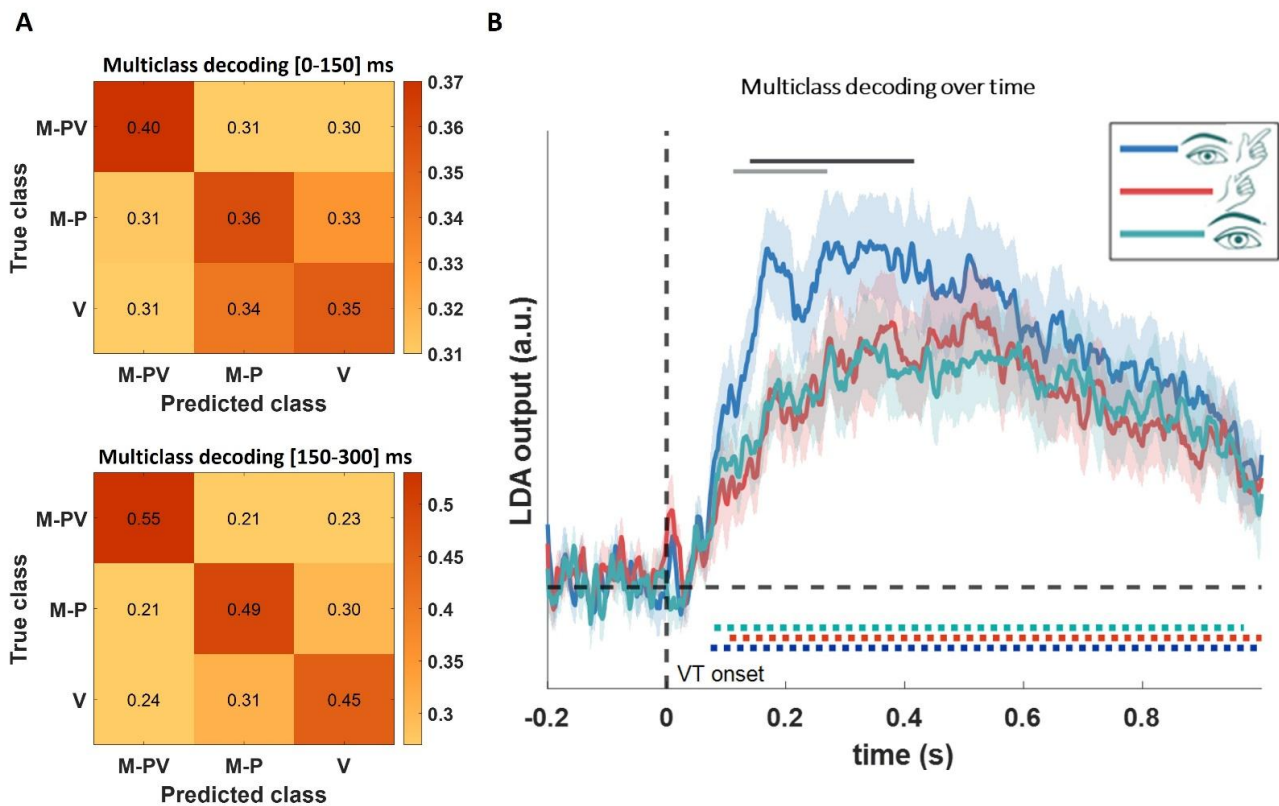 A
Multiclass decoding [0-150] ms
M-PV 0.40 0.31 0.30
M-P 0.31 0.36 0.33
V 0.31 0.34 0.35
M-PV M-P V
True class
Predicted class
0.37
0.36
0.35
0.34
0.33
0.32
0.31
Multiclass decoding [150-300] ms
M-PV 0.55 0.21 0.23
M-P 0.21 0.49 0.30
V 0.24 0.31 0.45
M-PV M-P V
True class
Predicted class
0.5
0.45
0.4
0.35
0.3
B
Multiclass decoding over time
LDA output (a.u.)
VT onset
-0.2 0 0.2 0.4 0.6 0.8
time (s)